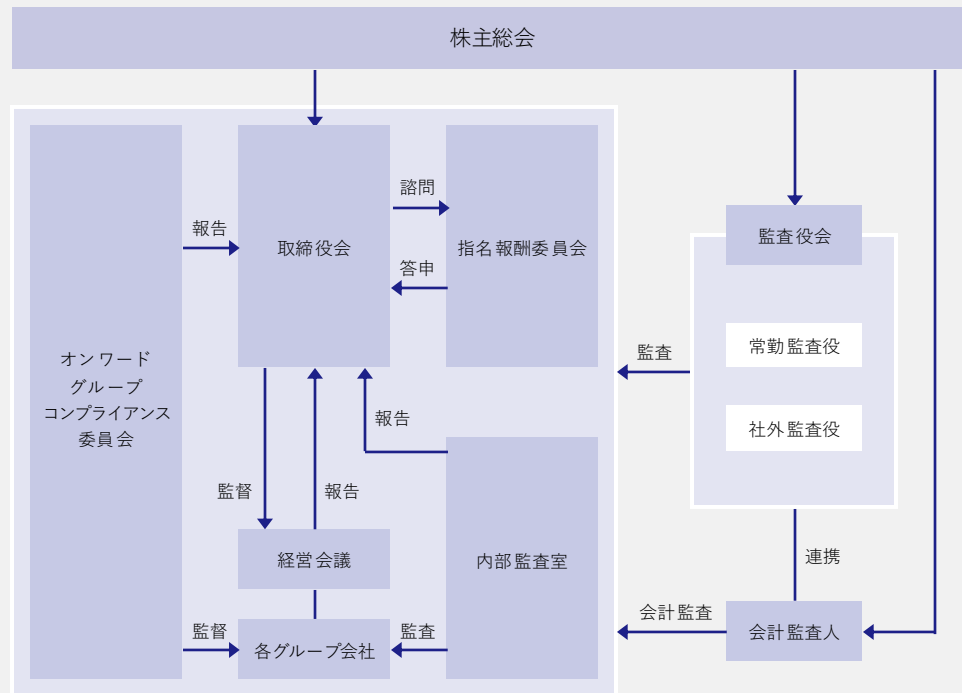 株主総会
諮問
報告
取締役会
指名報酬委員会
答申
監査役会
常勤監査役
社外監査役
監査
オンワード
グループ
コンプライアンス
委員会
報告
監督
報告
経営会議
内部監査室
連携
監督
各グループ会社
監査
会計監査
会計監査人